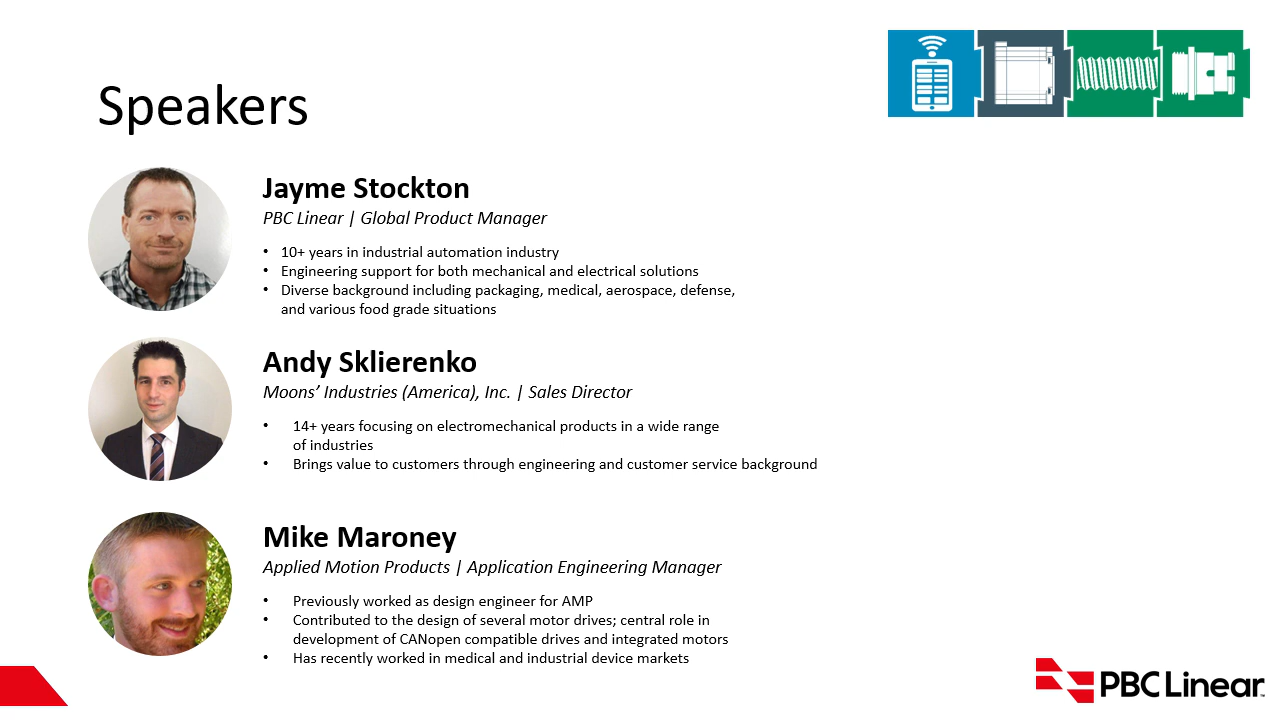 Speakers
Jayme Stockton
PBC Linear | Global Product Manager
• 10+ years in industrial automation industry
• Engineering support for both mechanical and electrical solutions
• Diverse background including packaging, medical, aerospace, defense,
and various food grade situations
Andy Sklierenko
Moons’ Industries (America), Inc. | Sales Director
• 14+ years focusing on electromechanical products in a wide range
of industries
• Brings value to customers through engineering and customer service background
Mike Maroney
Applied Motion Products | Application Engineering Manager
• Previously worked as design engineer for AMP
• Contributed to the design of several motor drives; central role in
development of CANopen compatible drives and integrated motors
• Has recently worked in medical and industrial device markets
PBC Linear™